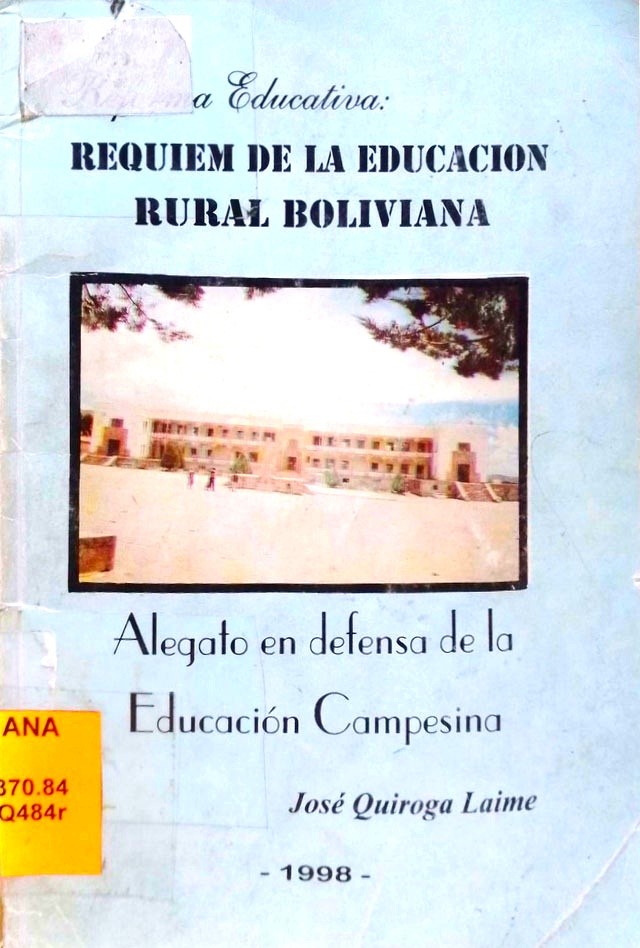 Reforma Educativa:
REQUIEM DE LA EDUCACION
RURAL BOLIVIANA
Alegato en defensa de la
Educación Campesina
José Quiroga Laime
- 1998 -
ANA
370.84
Q484r